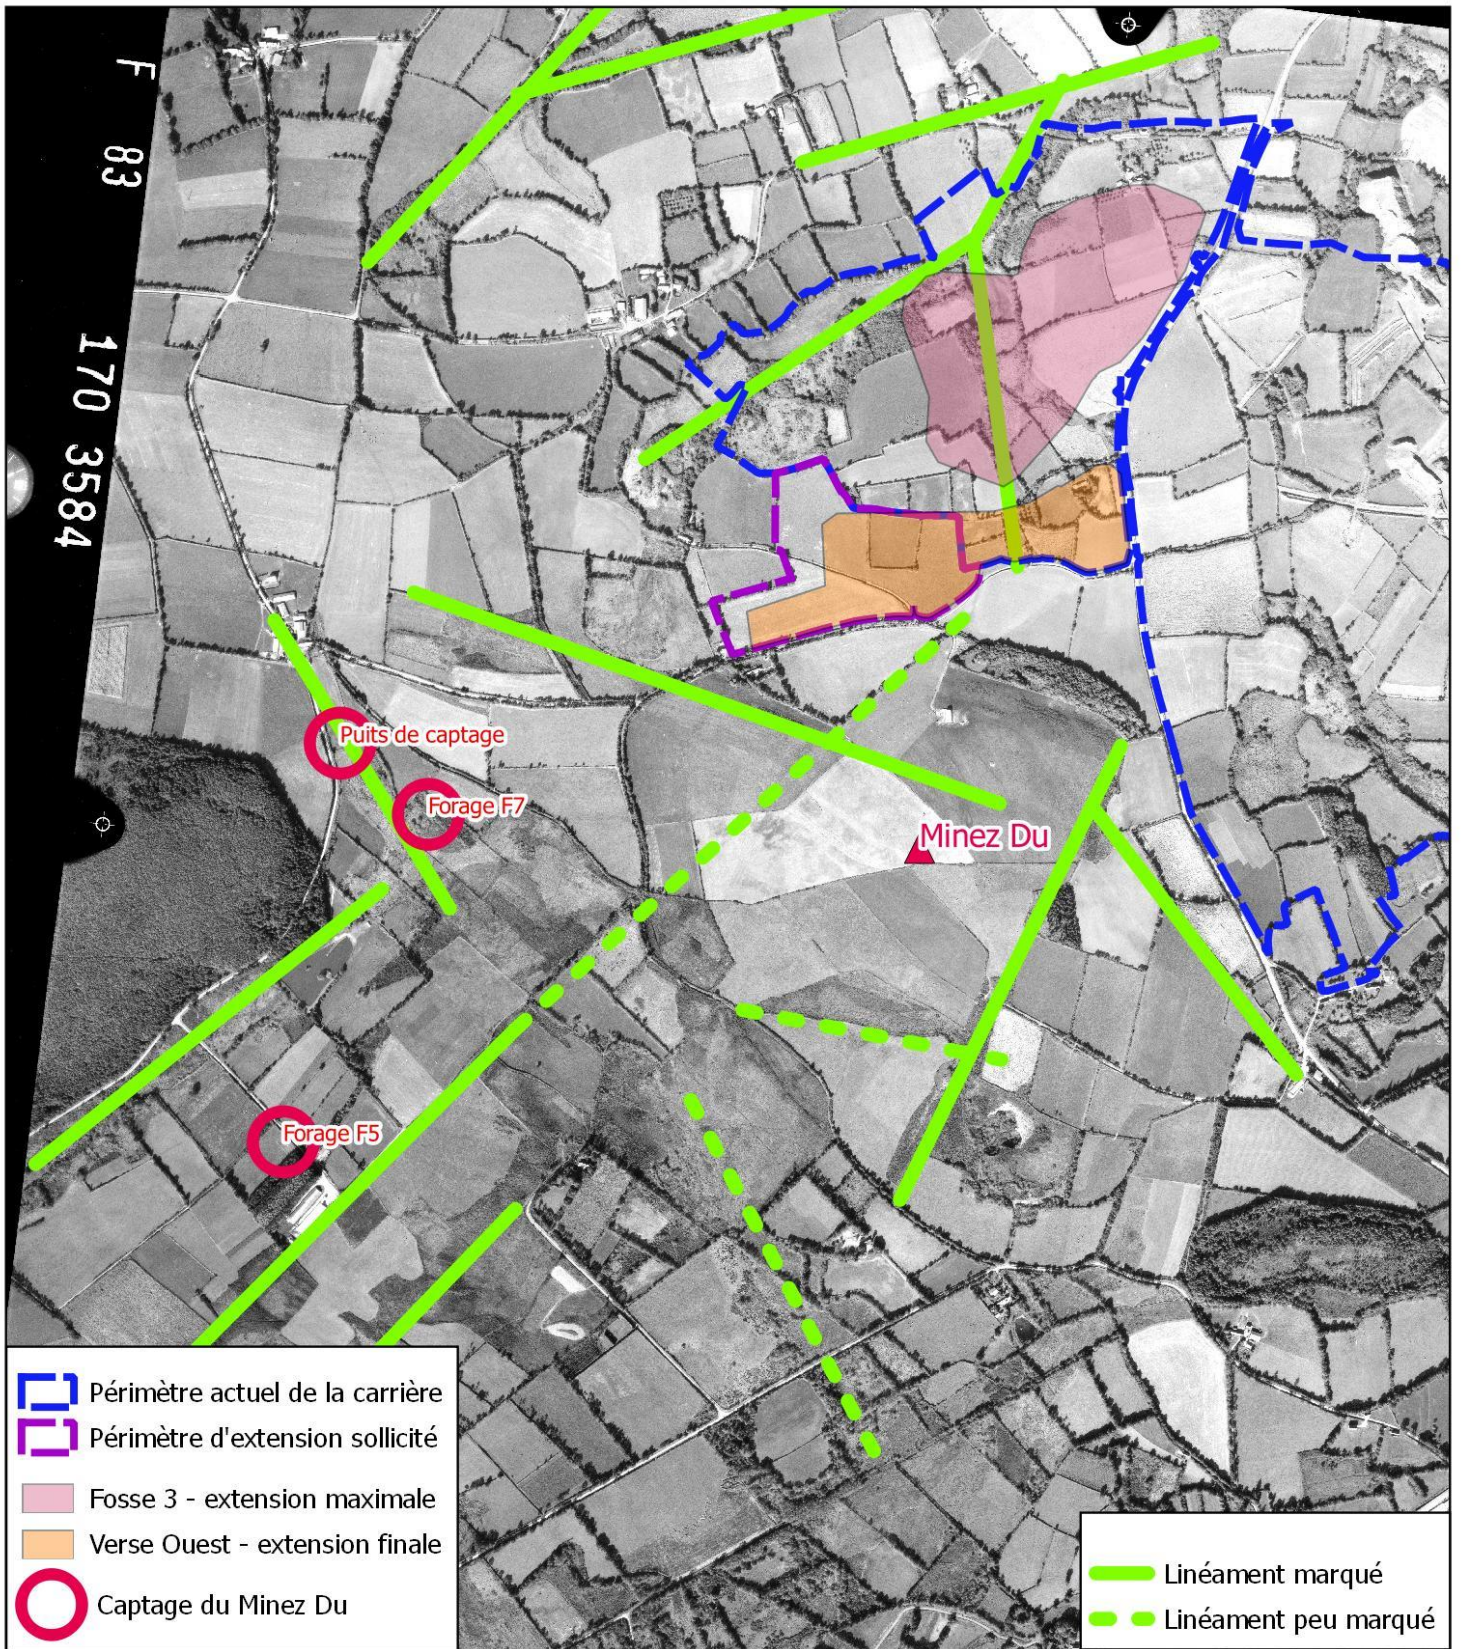 F 83
170 3584
Puits de captage
Forage F7
Minez Du
Forage F5
Périmètre actuel de la carrière
Périmètre d'extension sollicité
Fosse 3 - extension maximale
Verse Ouest - extension finale
Captage du Minez Du
Linéament marqué
Linéament peu marqué